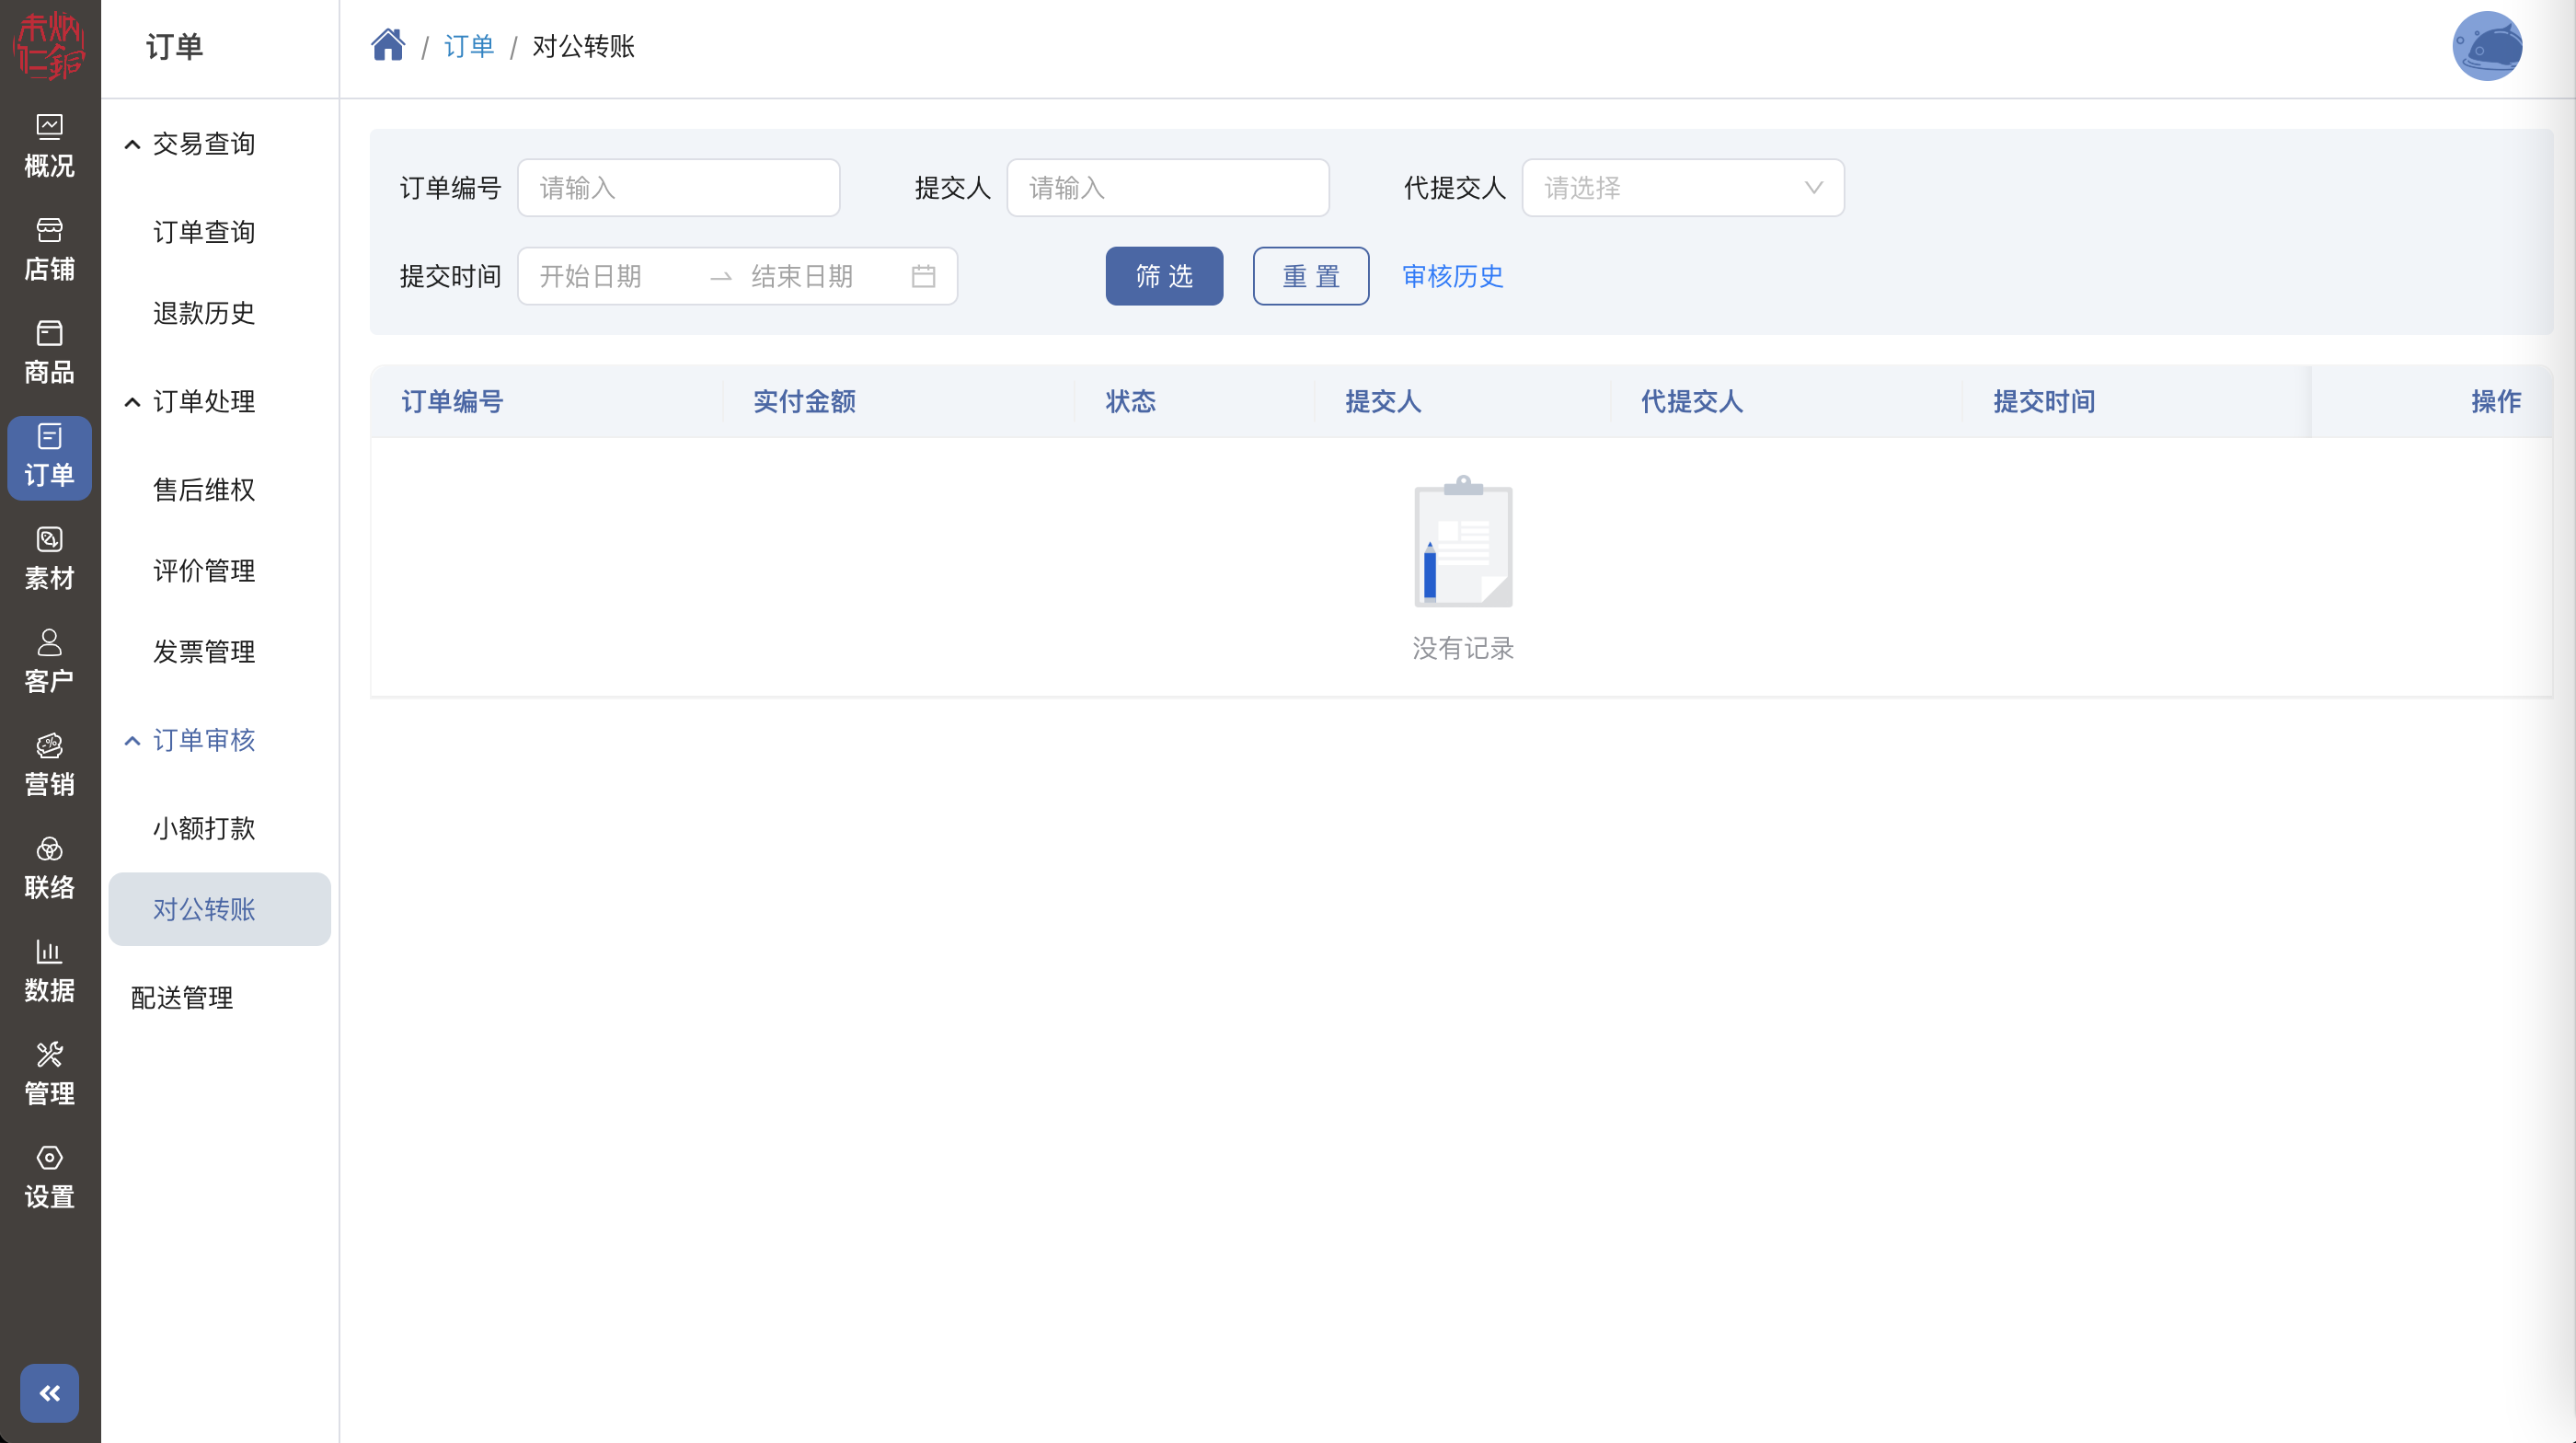 订单
/ 订单 / 对公转账
概况
店铺
商品
订单
素材
客户
营销
联络
数据
管理
设置
交易查询
订单查询
退款历史
订单处理
售后维权
评价管理
发票管理
订单审核
小额打款
对公转账
配送管理
订单编号 请输入 提交人 请输入 代提交人 请选择
提交时间 开始日期 结束日期 筛选 重置 审核历史
订单编号 实付金额 状态 提交人 代提交人 提交时间 操作
没有记录